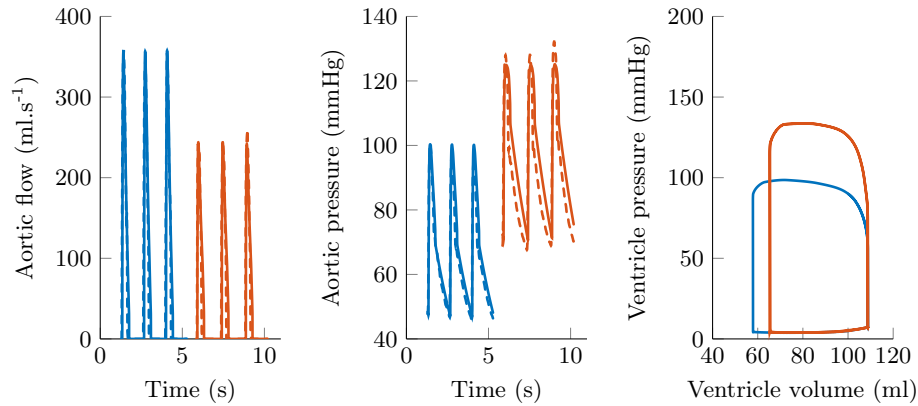 Aortic flow (ml.s⁻¹)
400
300
200
100
0
0 5 10
Time (s)
Aortic pressure (mmHg)
140
120
100
80
60
40
0 5 10
Time (s)
Ventricle pressure (mmHg)
200
150
100
50
0
40 60 80 100 120
Ventricle volume (ml)